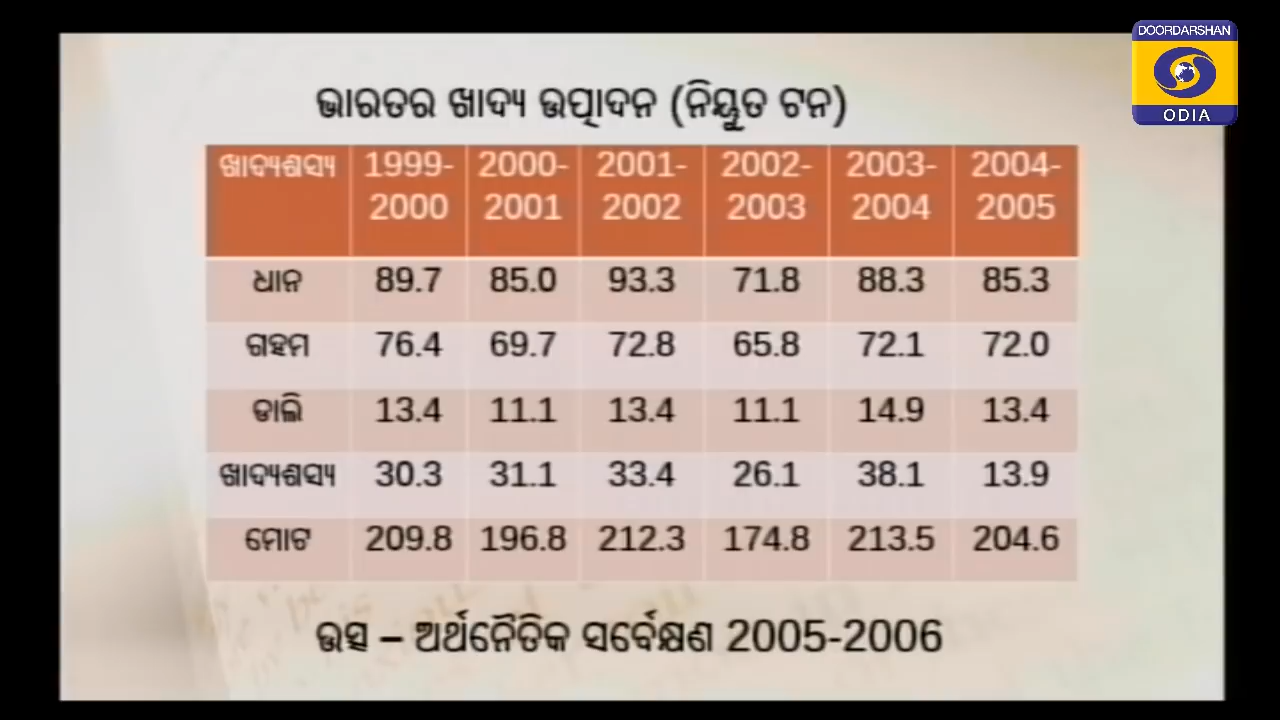 DOORDARSHAN
ODIA
ଭାରତର ଖାଦ୍ୟ ଉତ୍ପାଦନ (ନିୟୁତ ଟନ)
ଖାଦ୍ୟଶସ୍ୟ 1999-2000 2000-2001 2001-2002 2002-2003 2003-2004 2004-2005
ଧାନ 89.7 85.0 93.3 71.8 88.3 85.3
ଗହମ 76.4 69.7 72.8 65.8 72.1 72.0
ଡାଲି 13.4 11.1 13.4 11.1 14.9 13.4
ଖାଦ୍ୟଶସ୍ୟ 30.3 31.1 33.4 26.1 38.1 13.9
ମୋଟ 209.8 196.8 212.3 174.8 213.5 204.6
ଉତ୍ସ – ଅର୍ଥନୈତିକ ସର୍ବେକ୍ଷଣ 2005-2006